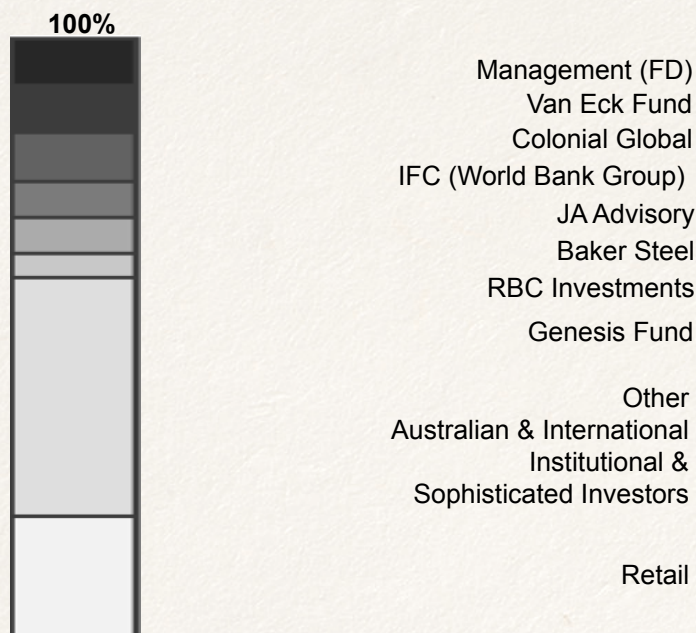 100%
Management (FD)
Van Eck Fund
Colonial Global
IFC (World Bank Group)
JA Advisory
Baker Steel
RBC Investments
Genesis Fund
Other
Australian & International
Institutional &
Sophisticated Investors
Retail